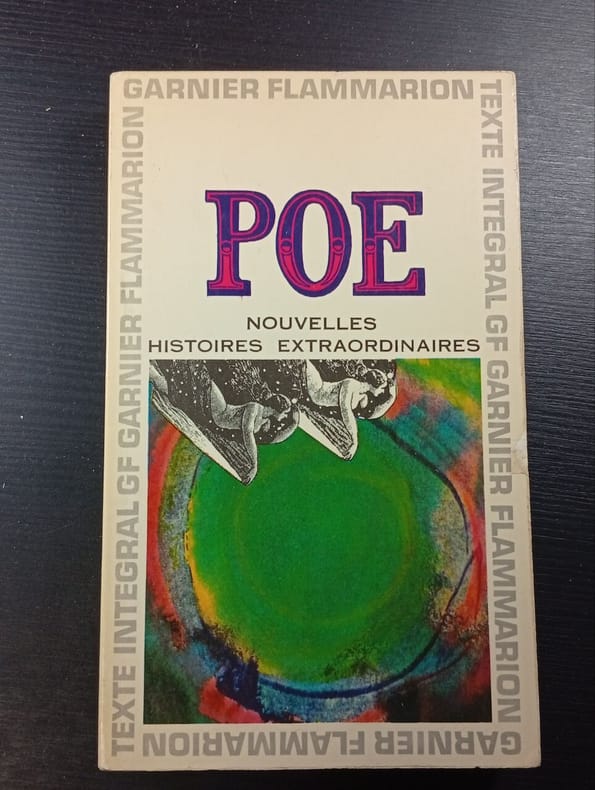 GARNIER FLAMMARION
TEXTE INTEGRAL GF GARNIER FLAMMARION
POE
NOUVELLES
HISTOIRES EXTRAORDINAIRES
TEXTE INTEGRAL GF GARNIER FLAMMARION
GARNIER FLAMMARION